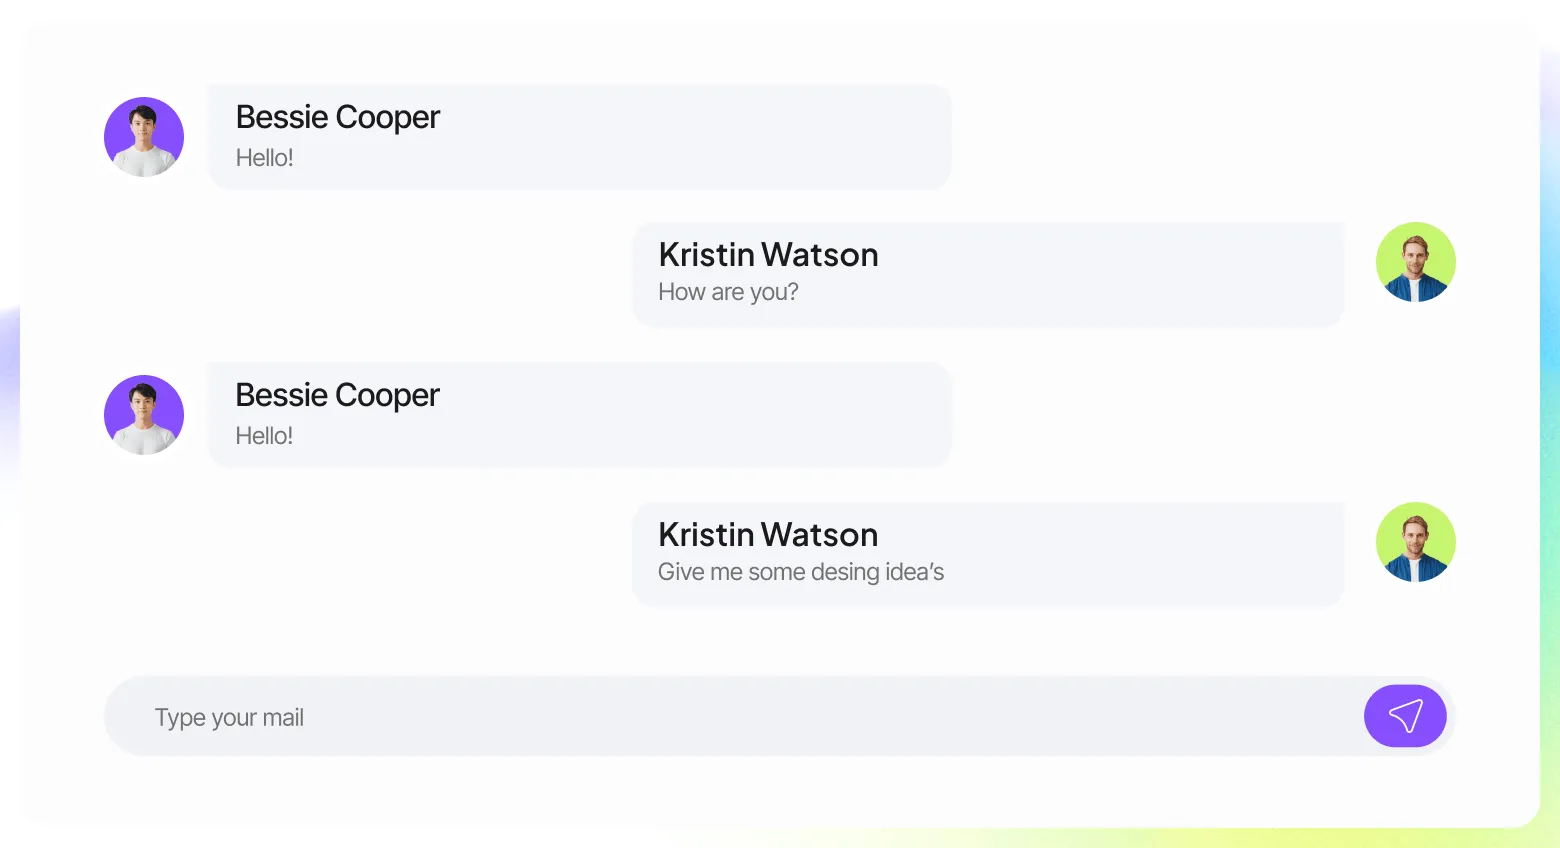 Bessie Cooper
Hello!
Kristin Watson
How are you?
Bessie Cooper
Hello!
Kristin Watson
Give me some desing idea’s
Type your mail